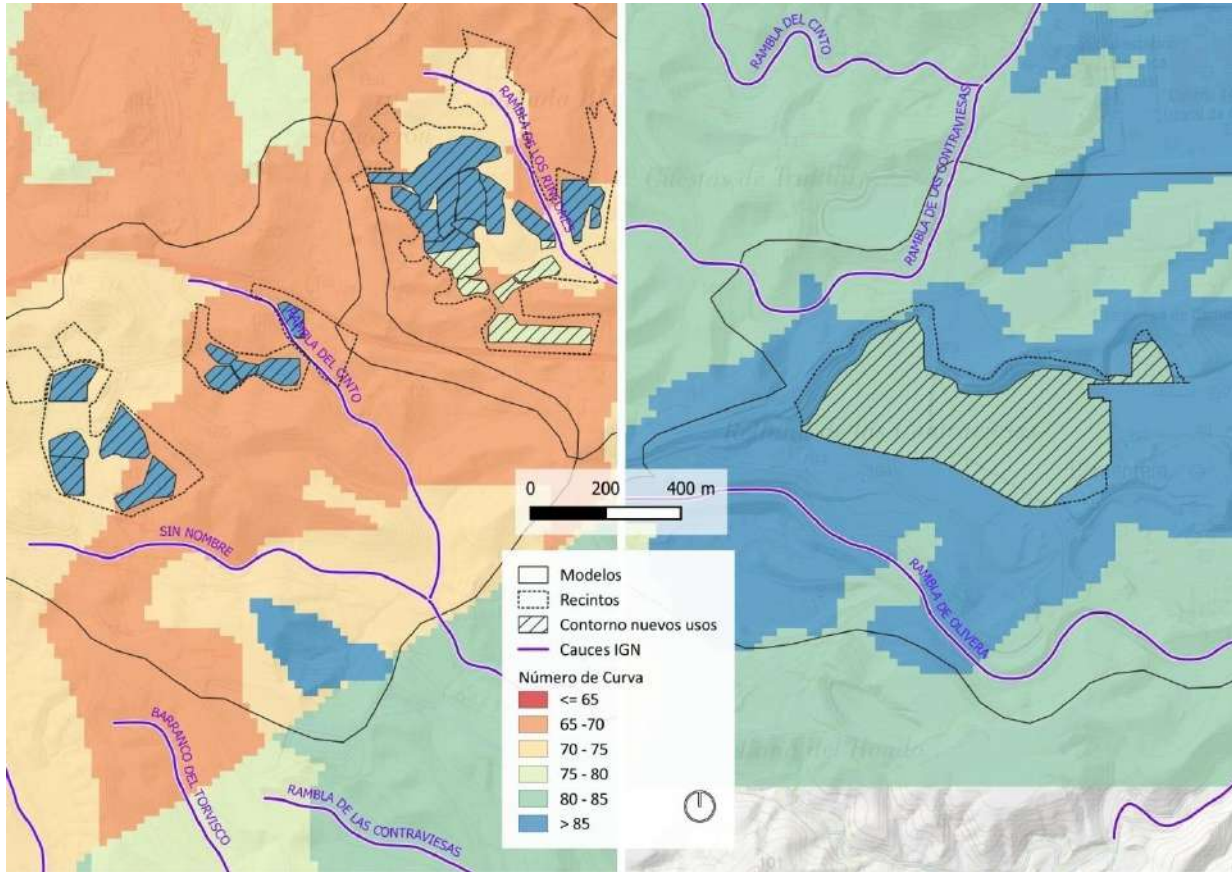 RAMBLA DE LOS RINCONES
RAMBLA DEL CINTO
SIN NOMBRE
BARRANCO DEL TORVISCO
RAMBLA DE LAS CONTRAVIESAS
RAMBLA DEL CINTO
RAMBLA DE LAS CONTRAVIESAS
RAMBLA DE OLIVERA
0 200 400 m
Modelos
Recintos
Contorno nuevos usos
Cauces IGN
Número de Curva
<= 65
65 -70
70 - 75
75 - 80
80 - 85
> 85